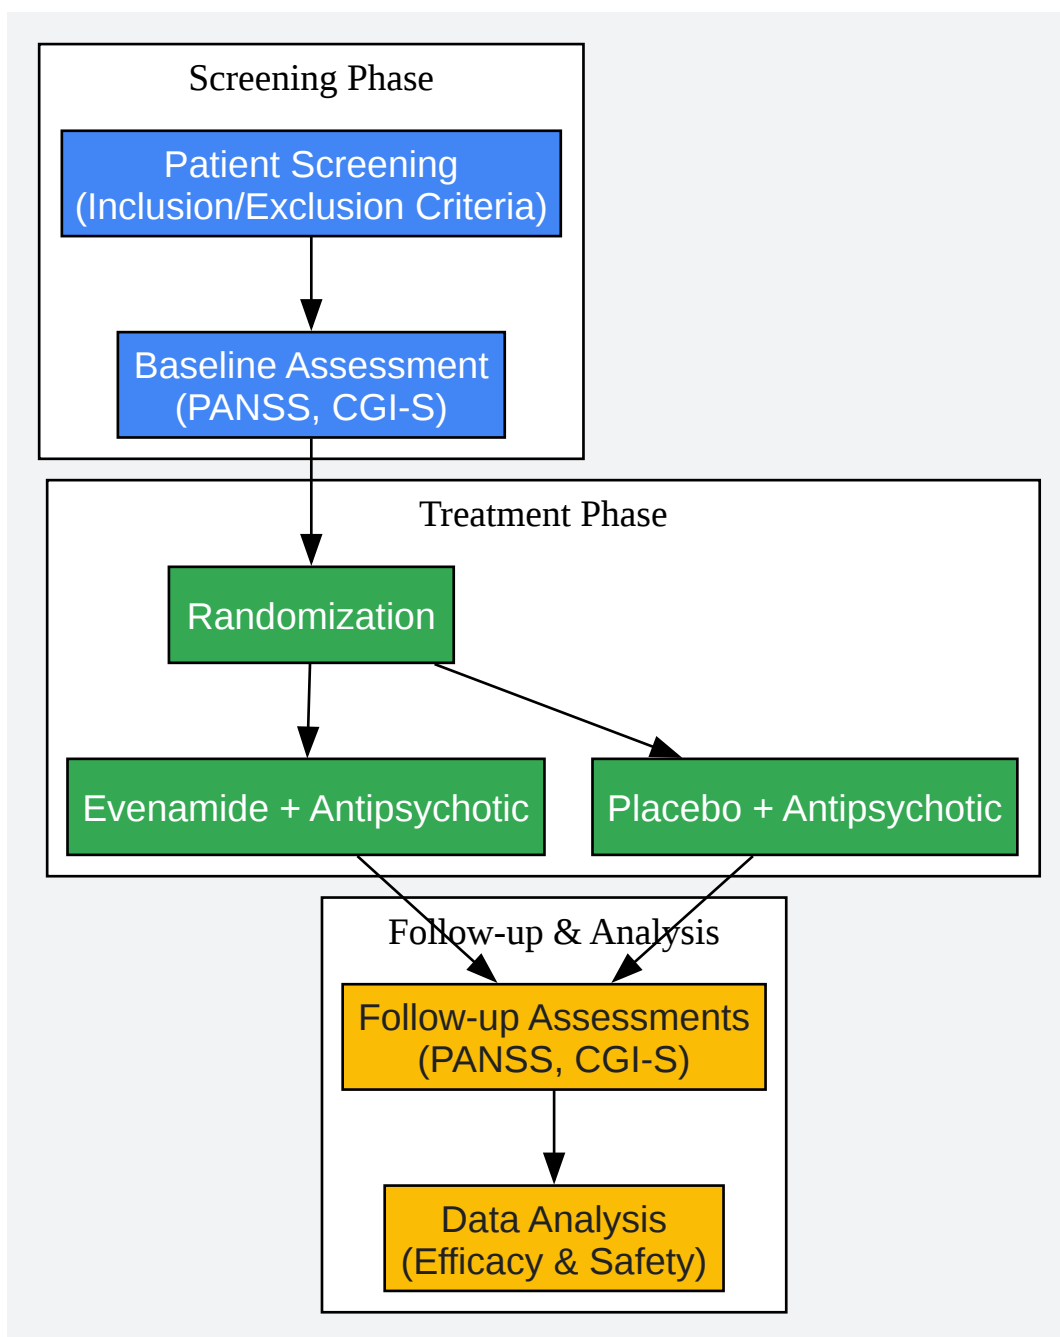 Screening Phase
Patient Screening
(Inclusion/Exclusion Criteria)
Baseline Assessment
(PANSS, CGI-S)
Treatment Phase
Randomization
Evenamide + Antipsychotic
Placebo + Antipsychotic
Follow-up & Analysis
Follow-up Assessments
(PANSS, CGI-S)
Data Analysis
(Efficacy & Safety)